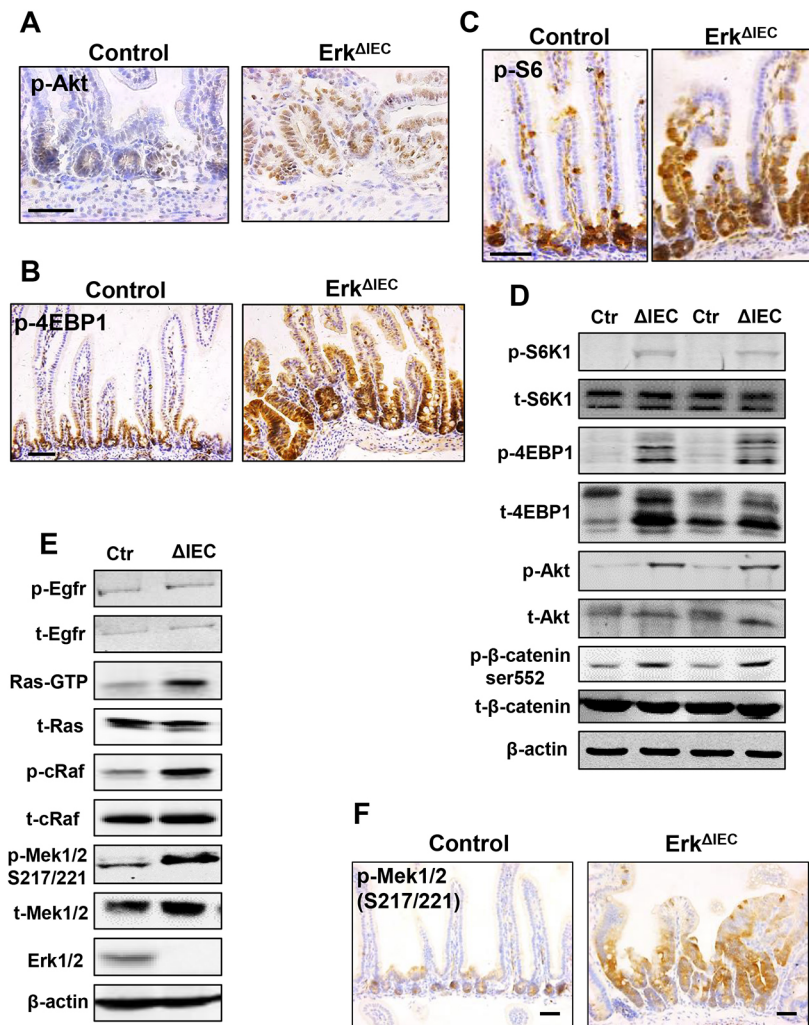 A
Control
Erk^ΔIEC
p-Akt
B
Control
Erk^ΔIEC
p-4EBP1
C
Control
Erk^ΔIEC
p-S6
D
Ctr ΔIEC Ctr ΔIEC
p-S6K1
t-S6K1
p-4EBP1
t-4EBP1
p-Akt
t-Akt
p-β-catenin
ser552
t-β-catenin
β-actin
E
Ctr ΔIEC
p-Egfr
t-Egfr
Ras-GTP
t-Ras
p-cRaf
t-cRaf
p-Mek1/2
S217/221
t-Mek1/2
Erk1/2
β-actin
F
Control
Erk^ΔIEC
p-Mek1/2
(S217/221)